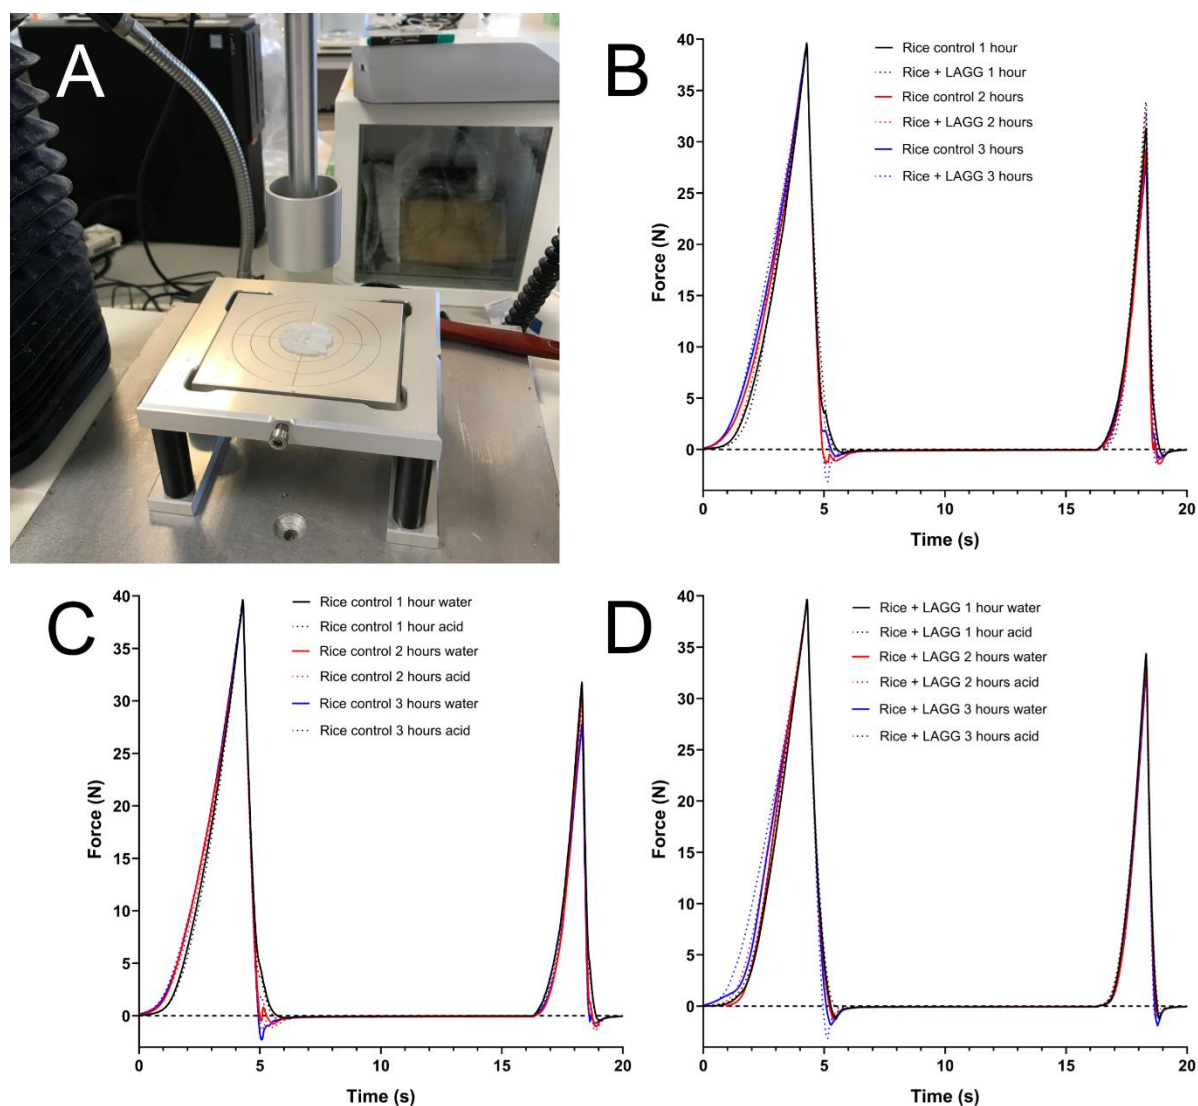 A
B
40
35
30
25
20
15
10
5
0
Force (N)
Rice control 1 hour
Rice + LAGG 1 hour
Rice control 2 hours
Rice + LAGG 2 hours
Rice control 3 hours
Rice + LAGG 3 hours
0 5 10 15 20
Time (s)
C
40
35
30
25
20
15
10
5
0
Force (N)
Rice control 1 hour water
Rice control 1 hour acid
Rice control 2 hours water
Rice control 2 hours acid
Rice control 3 hours water
Rice control 3 hours acid
0 5 10 15 20
Time (s)
D
40
35
30
25
20
15
10
5
0
Force (N)
Rice + LAGG 1 hour water
Rice + LAGG 1 hour acid
Rice + LAGG 2 hours water
Rice + LAGG 2 hours acid
Rice + LAGG 3 hours water
Rice + LAGG 3 hours acid
0 5 10 15 20
Time (s)